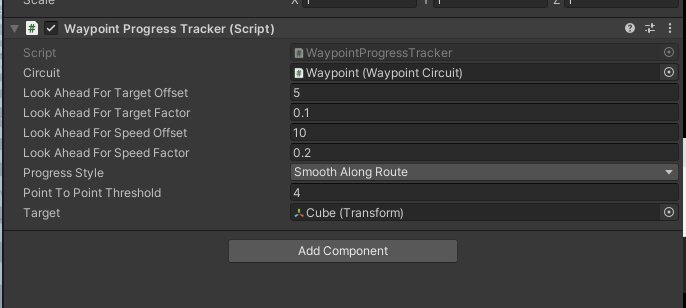 Scale X 1 Y 1 Z 1
Waypoint Progress Tracker (Script)
Script WaypointProgressTracker
Circuit Waypoint (Waypoint Circuit)
Look Ahead For Target Offset 5
Look Ahead For Target Factor 0.1
Look Ahead For Speed Offset 10
Look Ahead For Speed Factor 0.2
Progress Style Smooth Along Route
Point To Point Threshold 4
Target Cube (Transform)
Add Component